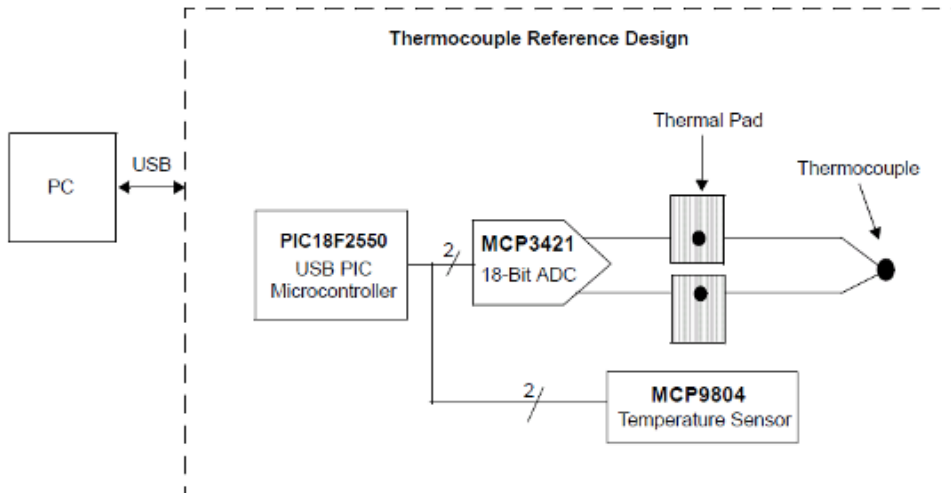 Thermocouple Reference Design
Thermal Pad
Thermocouple
PC
USB
PIC18F2550
USB PIC
Microcontroller
2
MCP3421
18-Bit ADC
2
MCP9804
Temperature Sensor